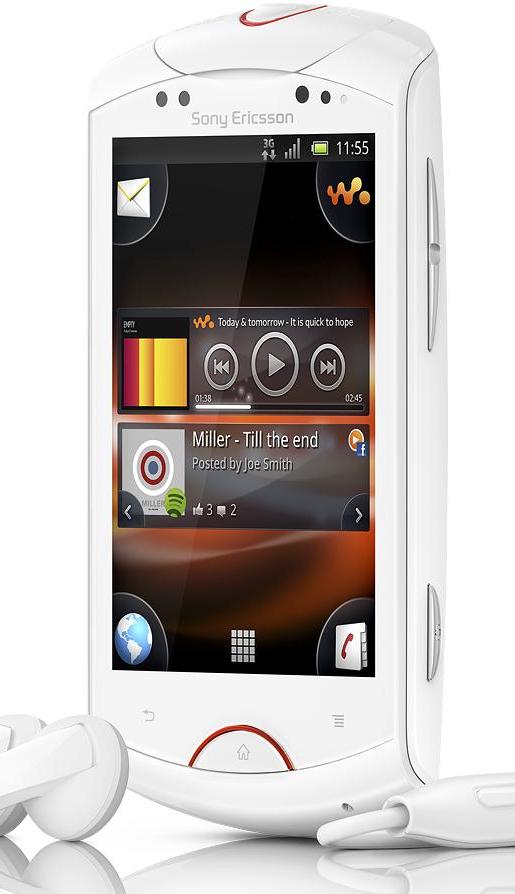 Sony Ericsson
3G 11:55
EMPTY
Today & tomorrow - It is quick to hope
01:38 02:45
Miller - Till the end
Posted by Joe Smith
MILLER
3 2